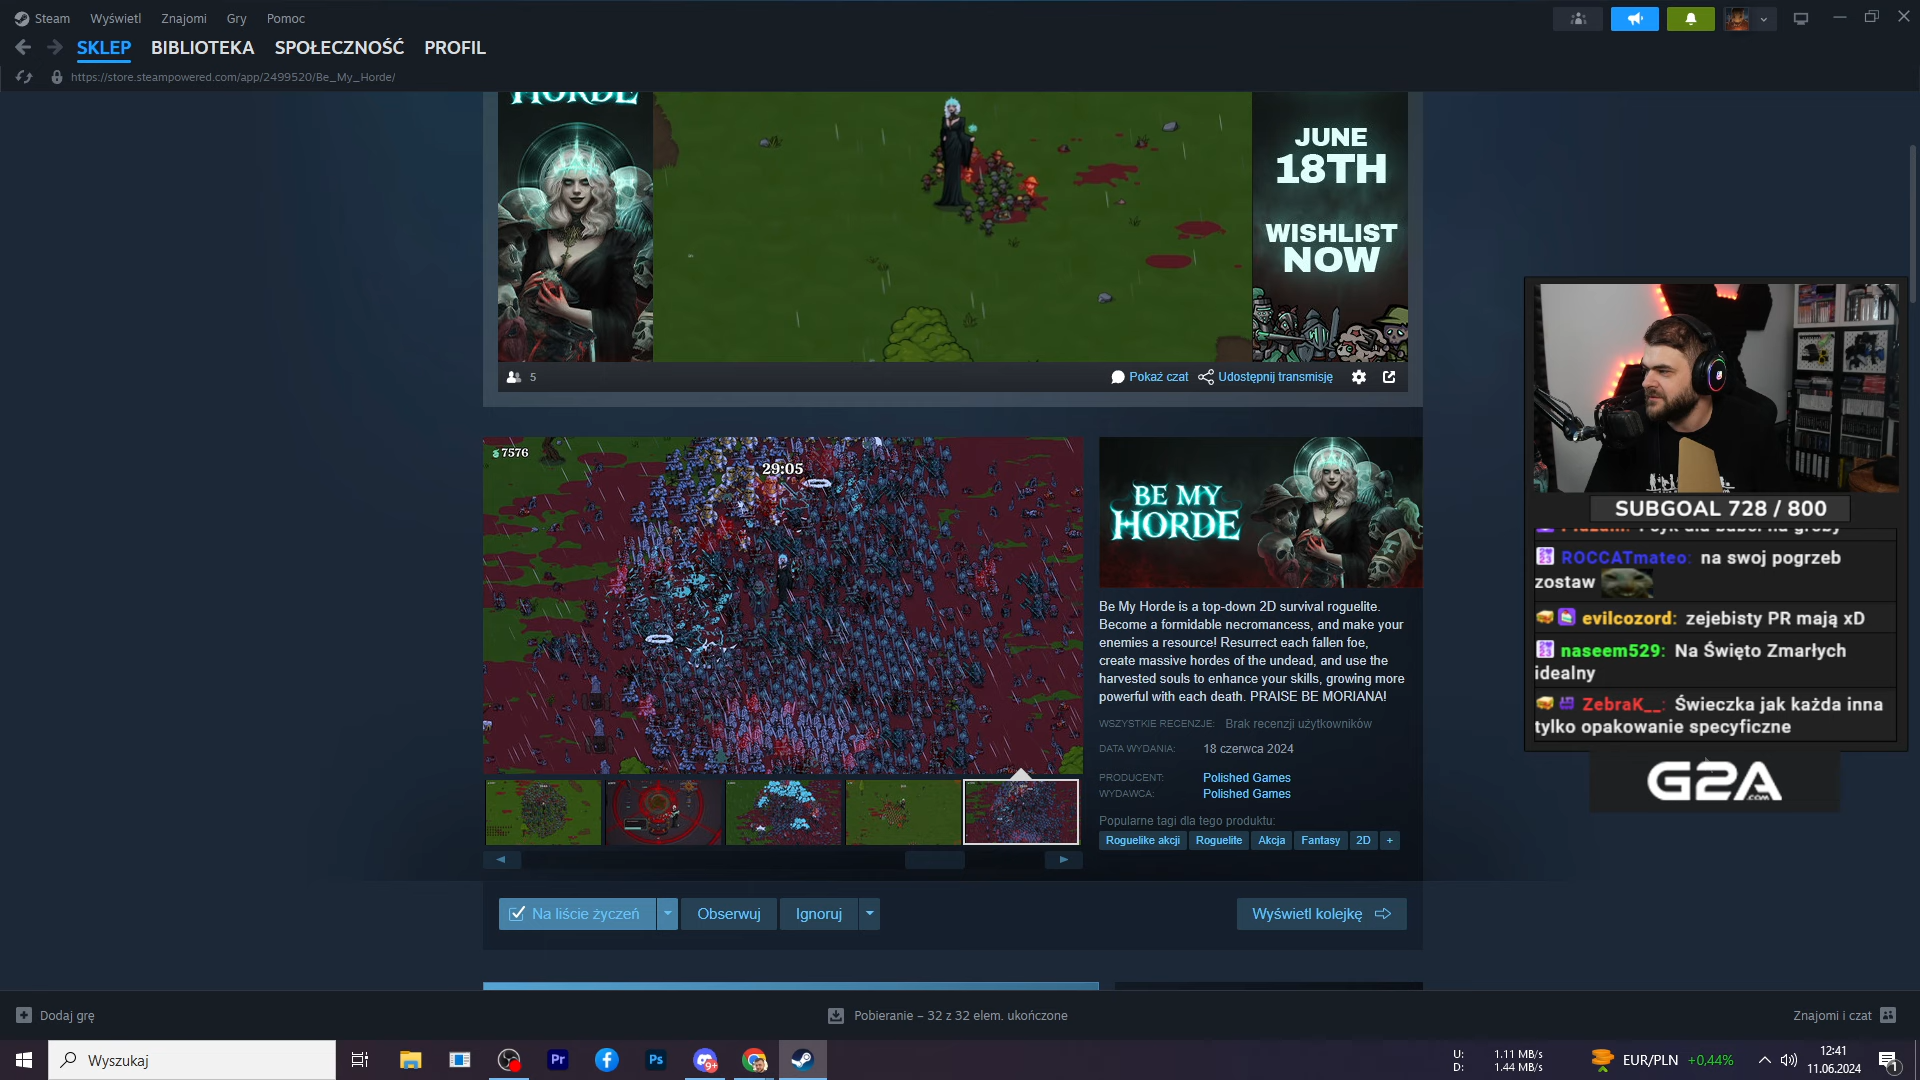 Steam Wyświetl Znajomi Gry Pomoc
SKLEP BIBLIOTEKA SPOŁECZNOŚĆ PROFIL
https://store.steampowered.com/app/2499520/Be_My_Horde/
HORDE
JUNE
18TH
WISHLIST
NOW
5
Pokaż czat
Udostępnij transmisję
7576
29:05
BE MY
HORDE
Be My Horde is a top-down 2D survival roguelite.
Become a formidable necromancess, and make your
enemies a resource! Resurrect each fallen foe,
create massive hordes of the undead, and use the
harvested souls to enhance your skills, growing more
powerful with each death. PRAISE BE MORIANA!
WSZYSTKIE RECENZJE: Brak recenzji użytkowników
DATA WYDANIA: 18 czerwca 2024
PRODUCENT: Polished Games
WYDAWCA: Polished Games
Popularne tagi dla tego produktu:
Roguelike akcji Roguelite Akcja Fantasy 2D +
Na liście życzeń
Obserwuj
Ignoruj
Wyświetl kolejkę
SUBGOAL 728 / 800
ROCCATmateo: na swoj pogrzeb
zostaw
evilcozord: zejebisty PR mają xD
naseem529: Na Święto Zmarłych
idealny
ZebraK__: Świeczka jak każda inna
tylko opakowanie specyficzne
G2A.com
Dodaj grę
Pobieranie – 32 z 32 elem. ukończone
Znajomi i czat
Wyszukaj
Pr
Ps
9+
U: 1.11 MB/s
D: 1.44 MB/s
EUR/PLN +0,44%
12:41
11.06.2024
1